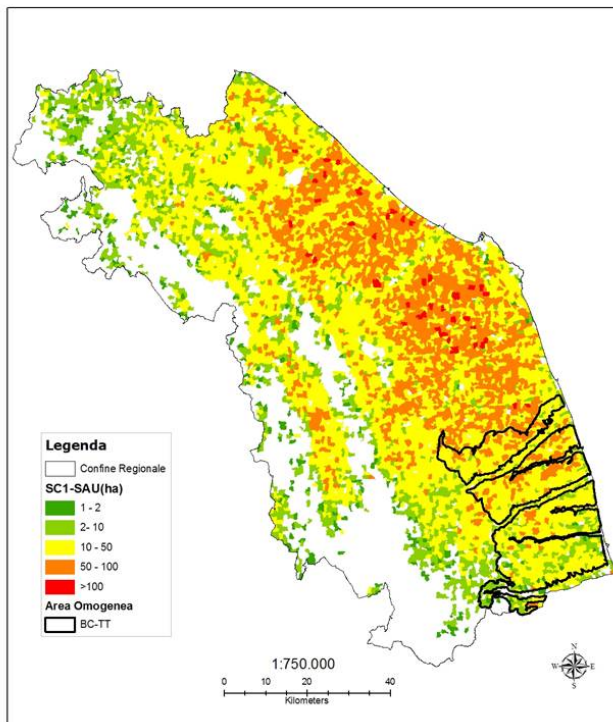 Legenda
Confine Regionale
SC1-SAU(ha)
1 - 2
2- 10
10 - 50
50 - 100
>100
Area Omogenea
BC-TT
1:750.000
0 10 20 40
Kilometers
N
W E
S